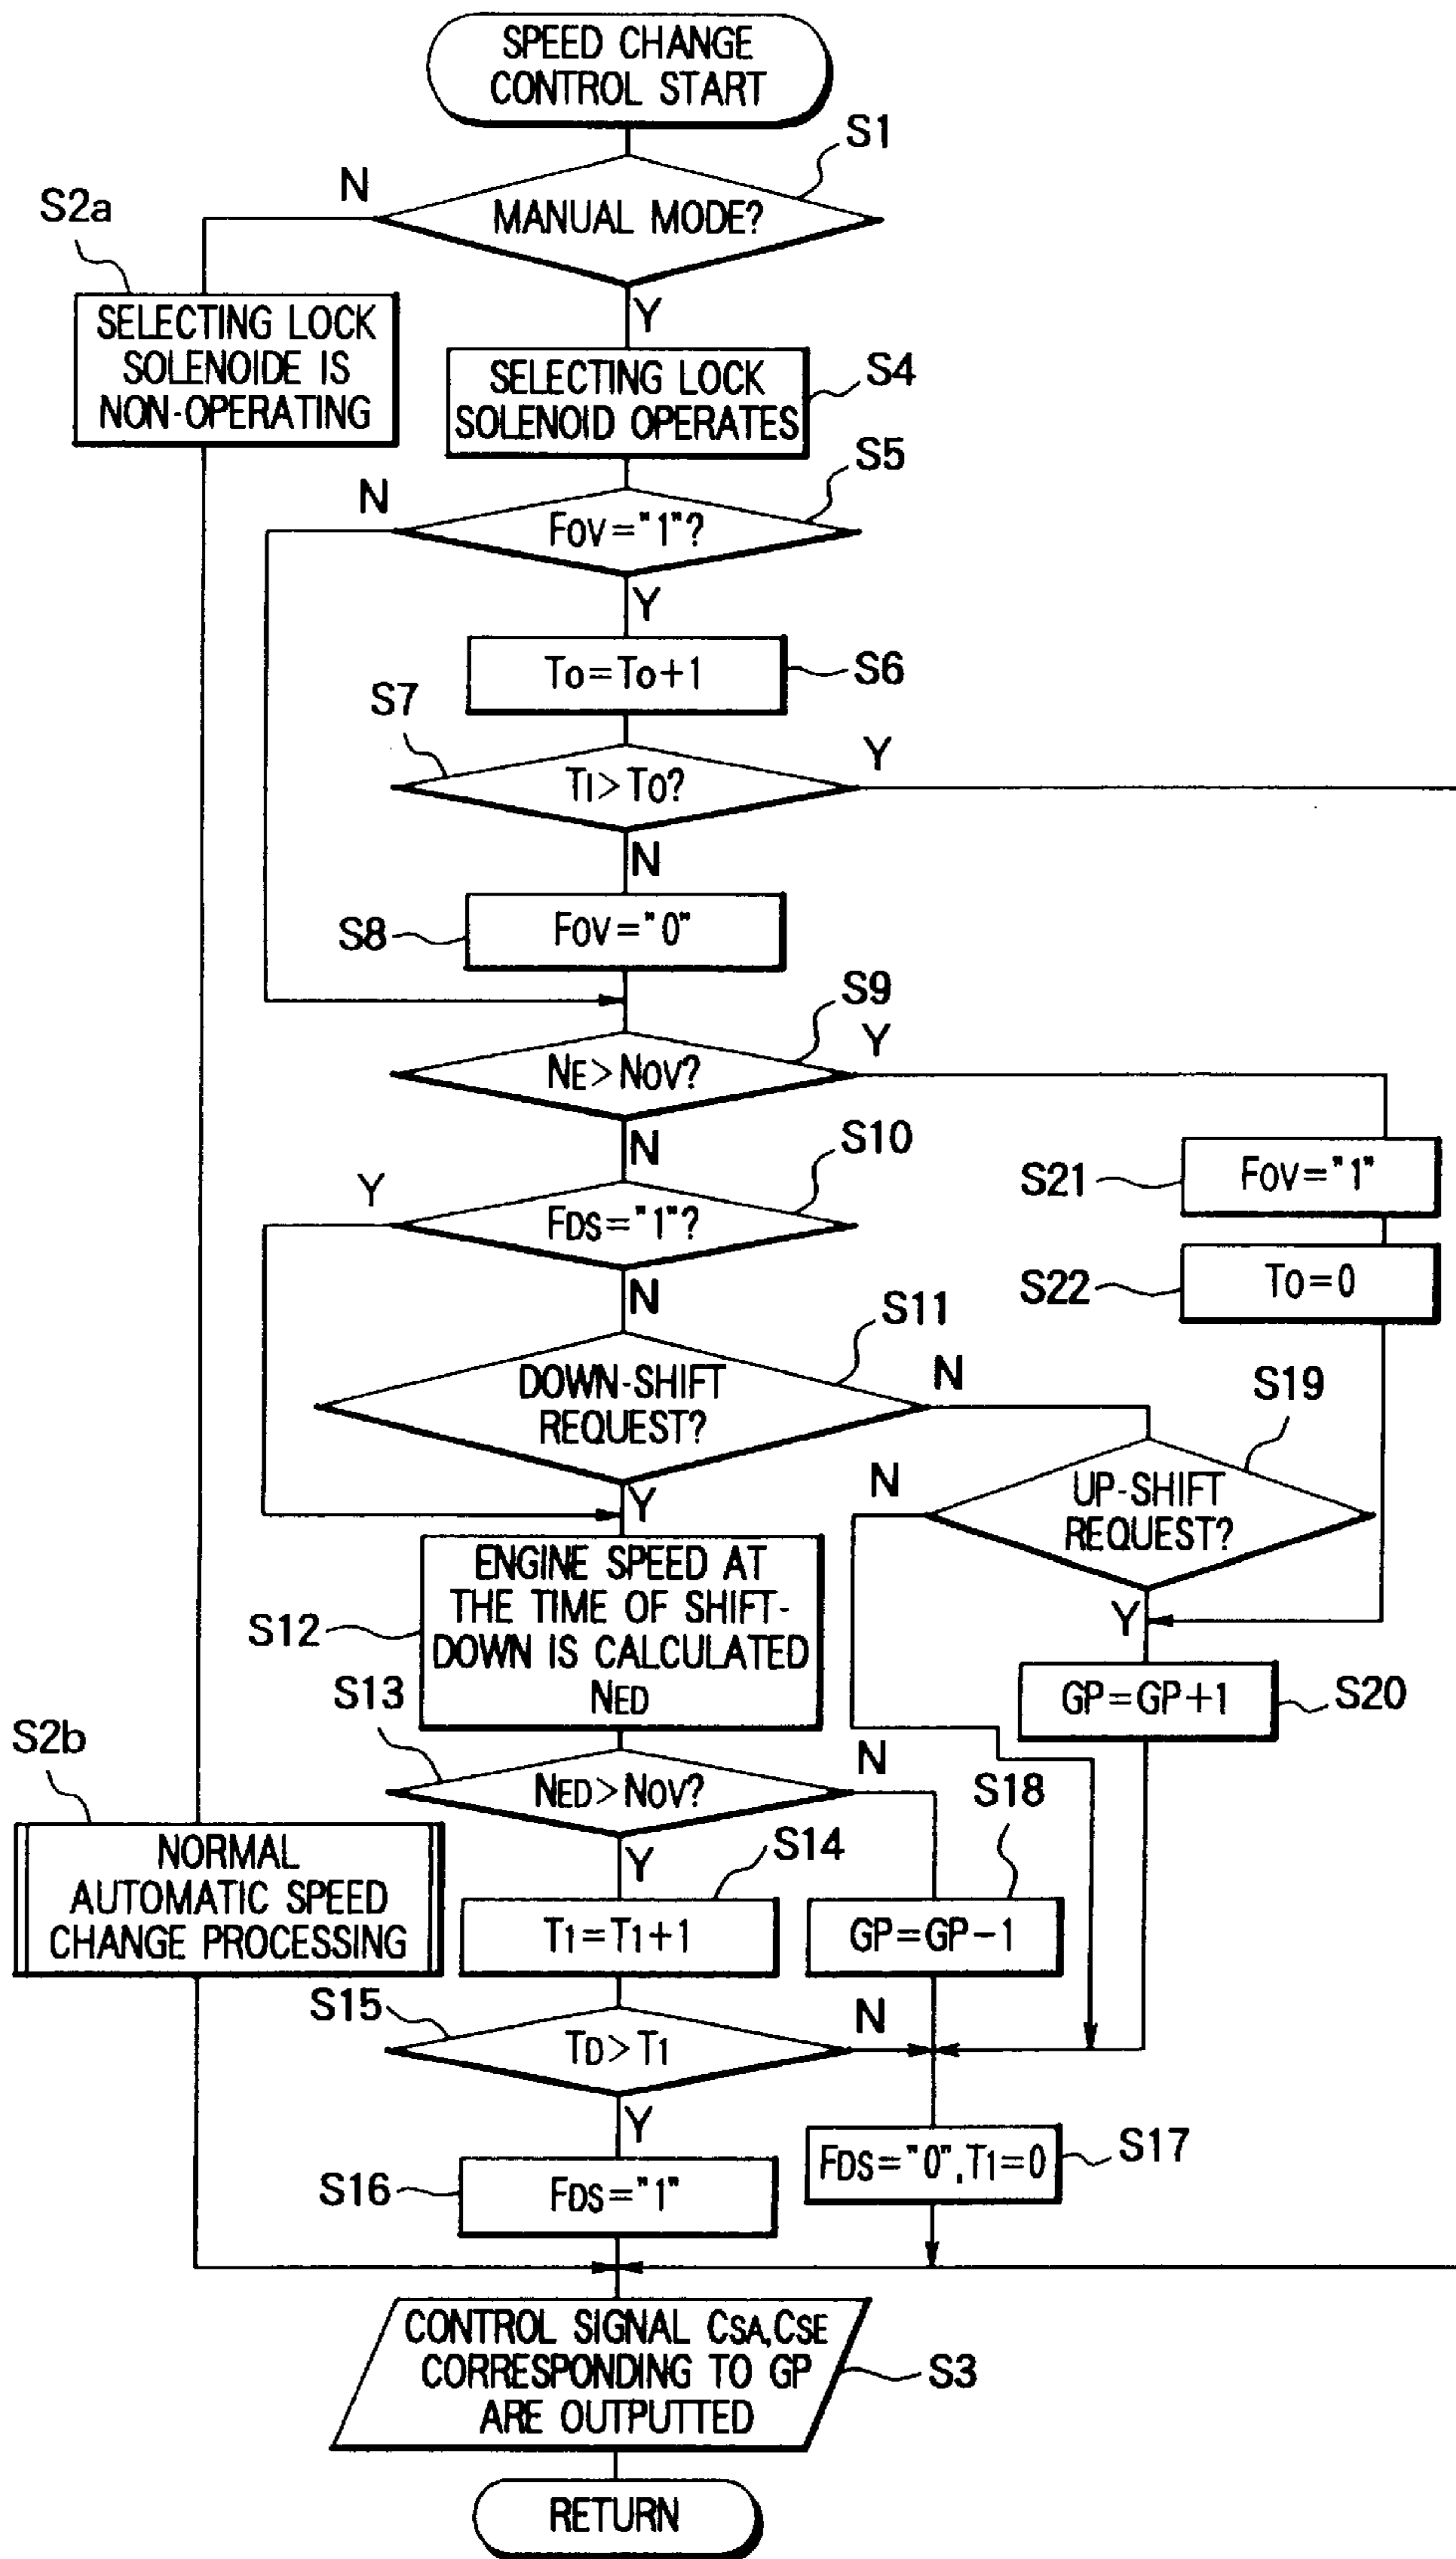 SPEED CHANGE
CONTROL START
S1
N
MANUAL MODE?
S2a
Y
SELECTING LOCK
SOLENOIDE IS
NON-OPERATING
SELECTING LOCK
SOLENOID OPERATES
S4
S5
N
FOV="1"?
Y
TO=TO+1
S6
S7
Y
TI>TO?
N
S8
FOV="0"
S9
Y
NE>NOV?
N
S10
Y
FDS="1"?
S21
FOV="1"
N
S22
TO=0
S11
N
DOWN-SHIFT
REQUEST?
S19
N
UP-SHIFT
REQUEST?
Y
Y
ENGINE SPEED AT
THE TIME OF SHIFT-
DOWN IS CALCULATED
NED
S12
GP=GP+1
S20
S13
N
NED>NOV?
S18
S2b
Y
S14
NORMAL
AUTOMATIC SPEED
CHANGE PROCESSING
T1=T1+1
GP=GP-1
S15
N
TD>T1
Y
S16
FDS="1"
FDS="0",T1=0
S17
CONTROL SIGNAL CSA,CSE
CORRESPONDING TO GP
ARE OUTPUTTED
S3
RETURN